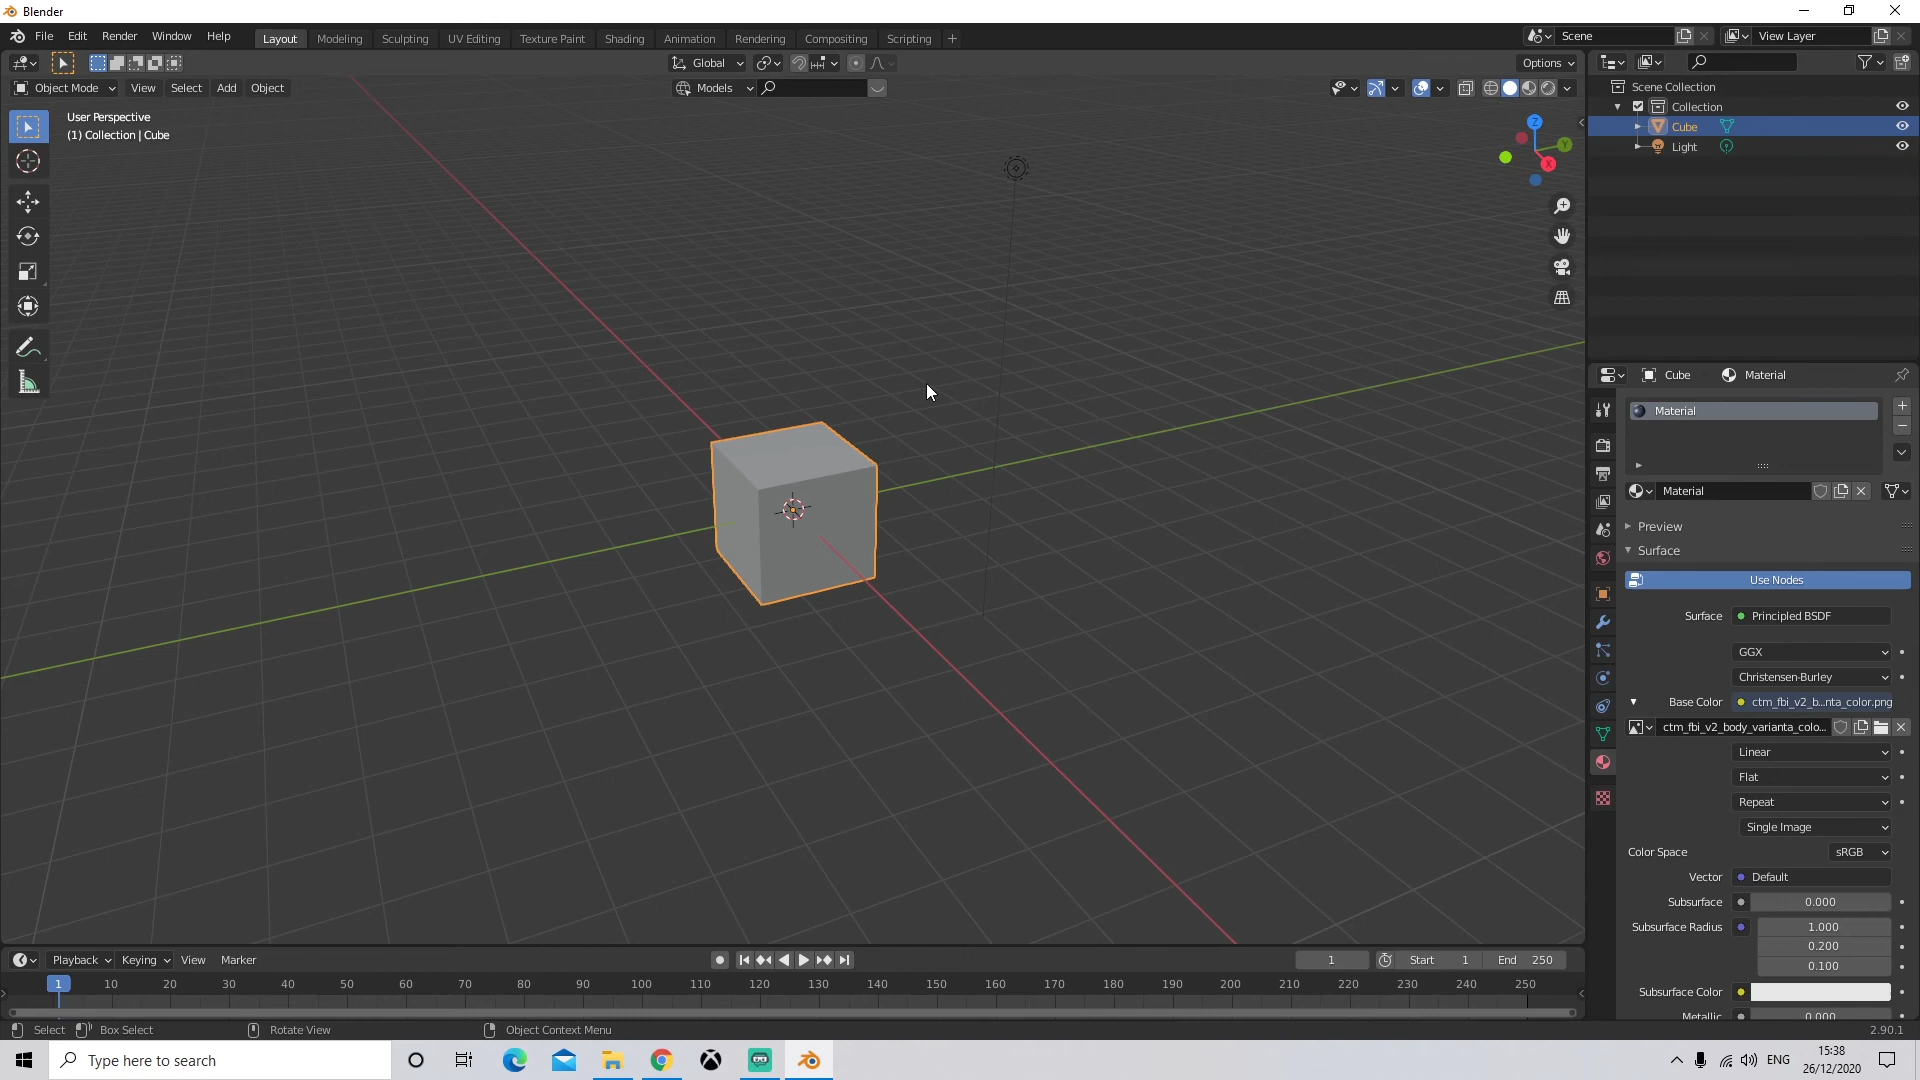 Blender
File Edit Render Window Help
Layout Modeling Sculpting UV Editing Texture Paint Shading Animation Rendering Compositing Scripting +
Scene
View Layer
Global
Options
Object Mode View Select Add Object
Models
User Perspective
(1) Collection | Cube
Z
Y
X
Scene Collection
Collection
Cube
Light
Cube Material
Material
Material
Preview
Surface
Use Nodes
Surface Principled BSDF
GGX
Christensen-Burley
Base Color ctm_fbi_v2_b...nta_color.png
ctm_fbi_v2_body_varianta_colo...
Linear
Flat
Repeat
Single Image
Color Space sRGB
Vector Default
Subsurface 0.000
Subsurface Radius 1.000
0.200
0.100
Subsurface Color
Metallic 0.000
Playback Keying View Marker
1 Start 1 End 250
1 10 20 30 40 50 60 70 80 90 100 110 120 130 140 150 160 170 180 190 200 210 220 230 240 250
Select Box Select Rotate View Object Context Menu
2.90.1
Type here to search
ENG
15:38
26/12/2020